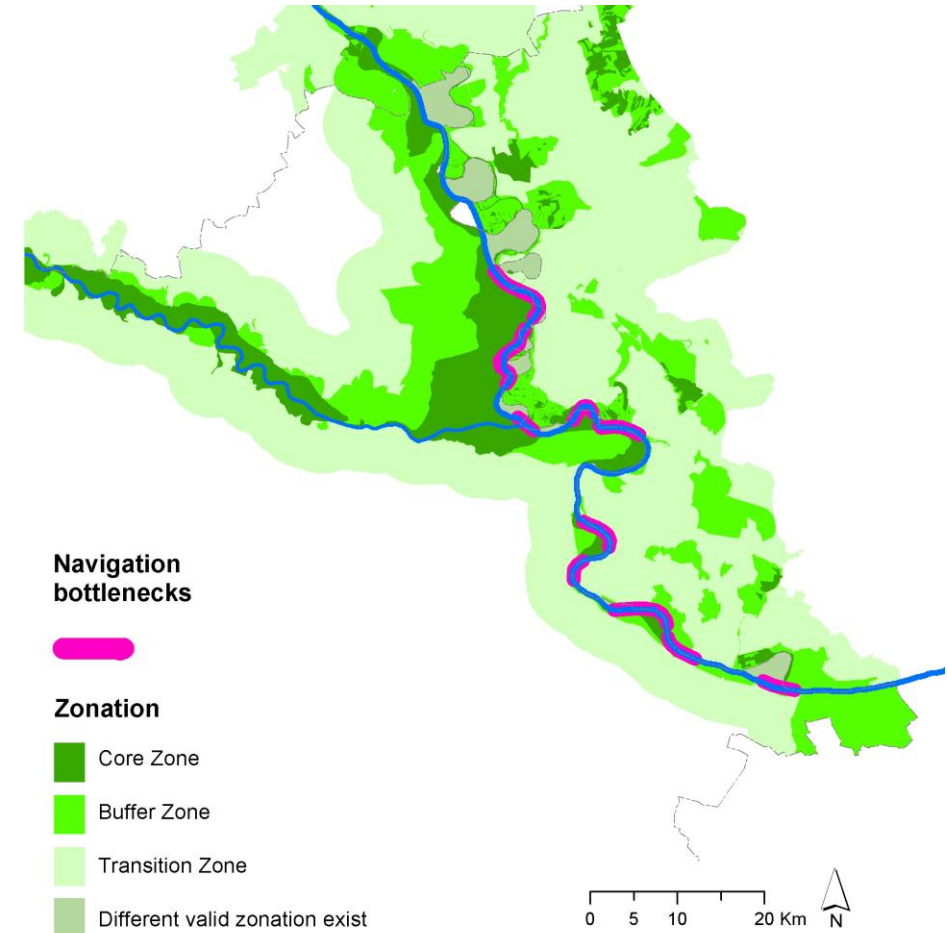 Navigation
bottlenecks
Zonation
Core Zone
Buffer Zone
Transition Zone
Different valid zonation exist
0 5 10 20 Km
N